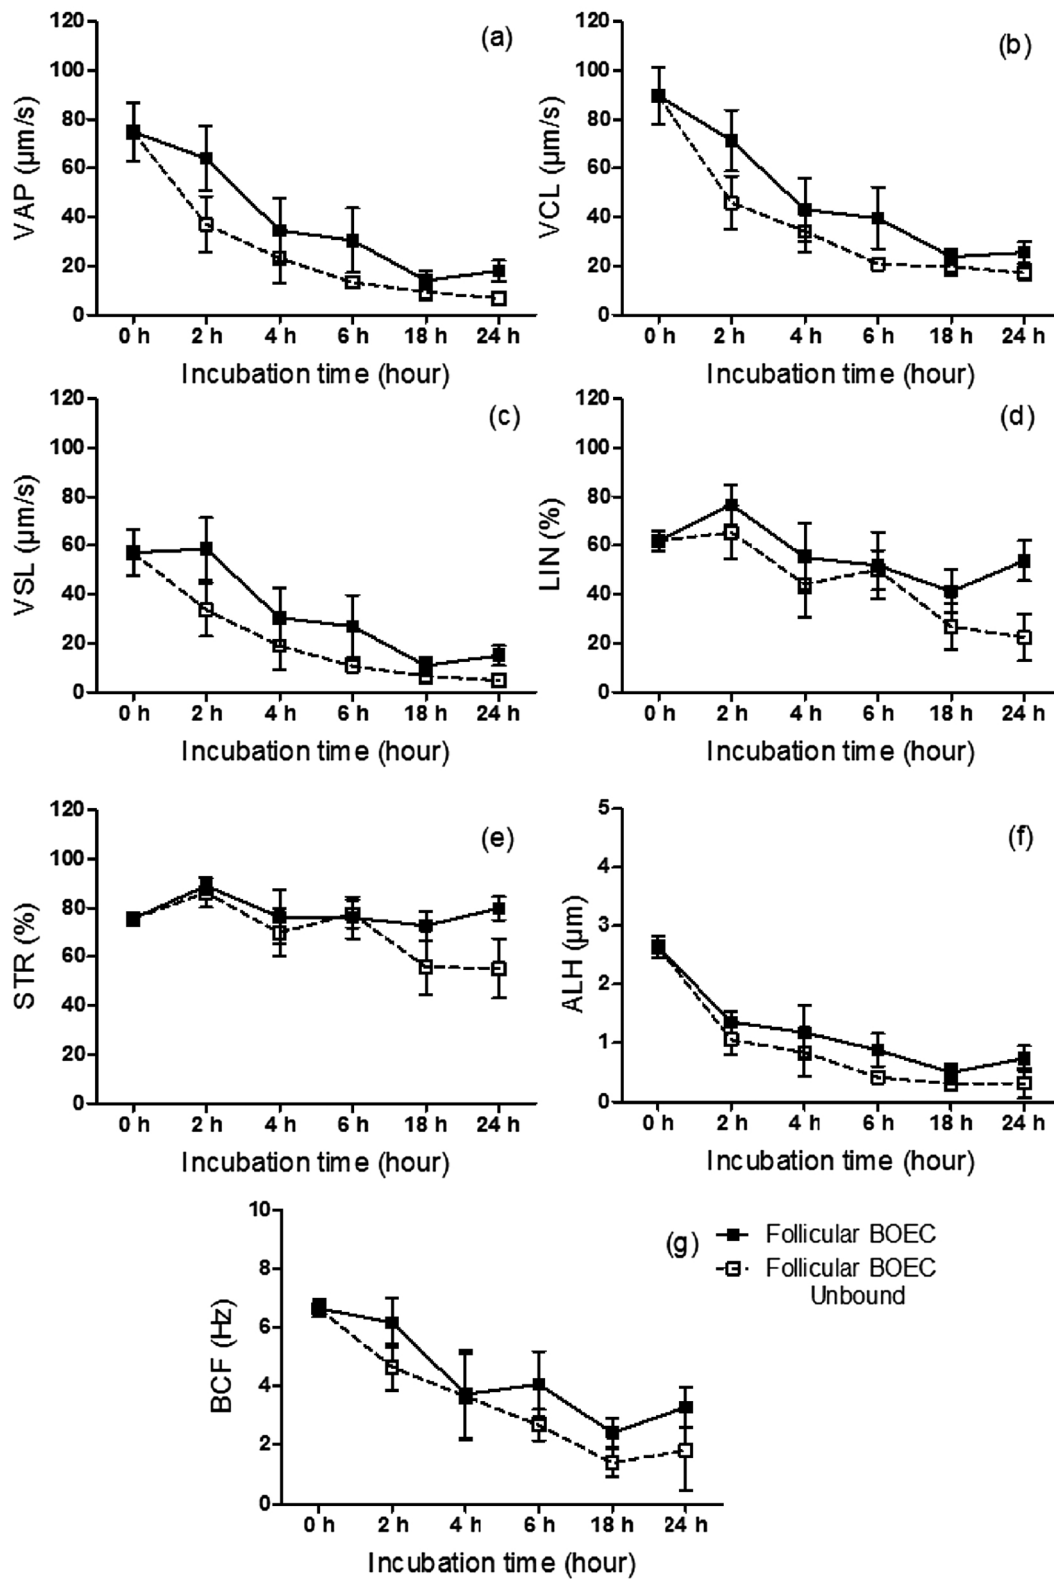 (a)
VAP (µm/s)
120
100
80
60
40
20
0
0 h 2 h 4 h 6 h 18 h 24 h
Incubation time (hour)
(b)
VCL (µm/s)
120
100
80
60
40
20
0
0 h 2 h 4 h 6 h 18 h 24 h
Incubation time (hour)
(c)
VSL (µm/s)
120
100
80
60
40
20
0
0 h 2 h 4 h 6 h 18 h 24 h
Incubation time (hour)
(d)
LIN (%)
120
100
80
60
40
20
0
0 h 2 h 4 h 6 h 18 h 24 h
Incubation time (hour)
(e)
STR (%)
120
100
80
60
40
20
0
0 h 2 h 4 h 6 h 18 h 24 h
Incubation time (hour)
(f)
ALH (µm)
5
4
3
2
1
0
0 h 2 h 4 h 6 h 18 h 24 h
Incubation time (hour)
(g)
BCF (Hz)
10
8
6
4
2
0
0 h 2 h 4 h 6 h 18 h 24 h
Incubation time (hour)
Follicular BOEC
Follicular BOEC
Unbound